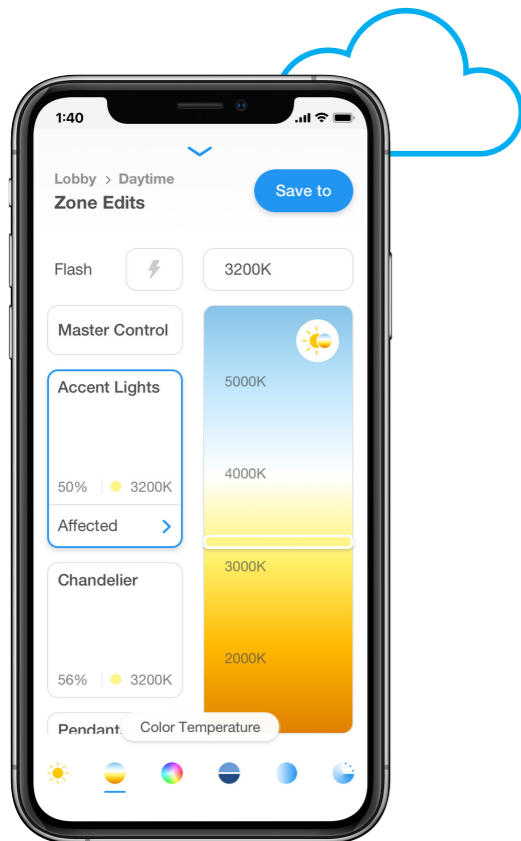 1:40
Lobby > Daytime
Zone Edits
Save to
Flash
3200K
Master Control
Accent Lights
50%
3200K
Affected
Chandelier
56%
3200K
Pendant
5000K
4000K
3000K
2000K
Color Temperature